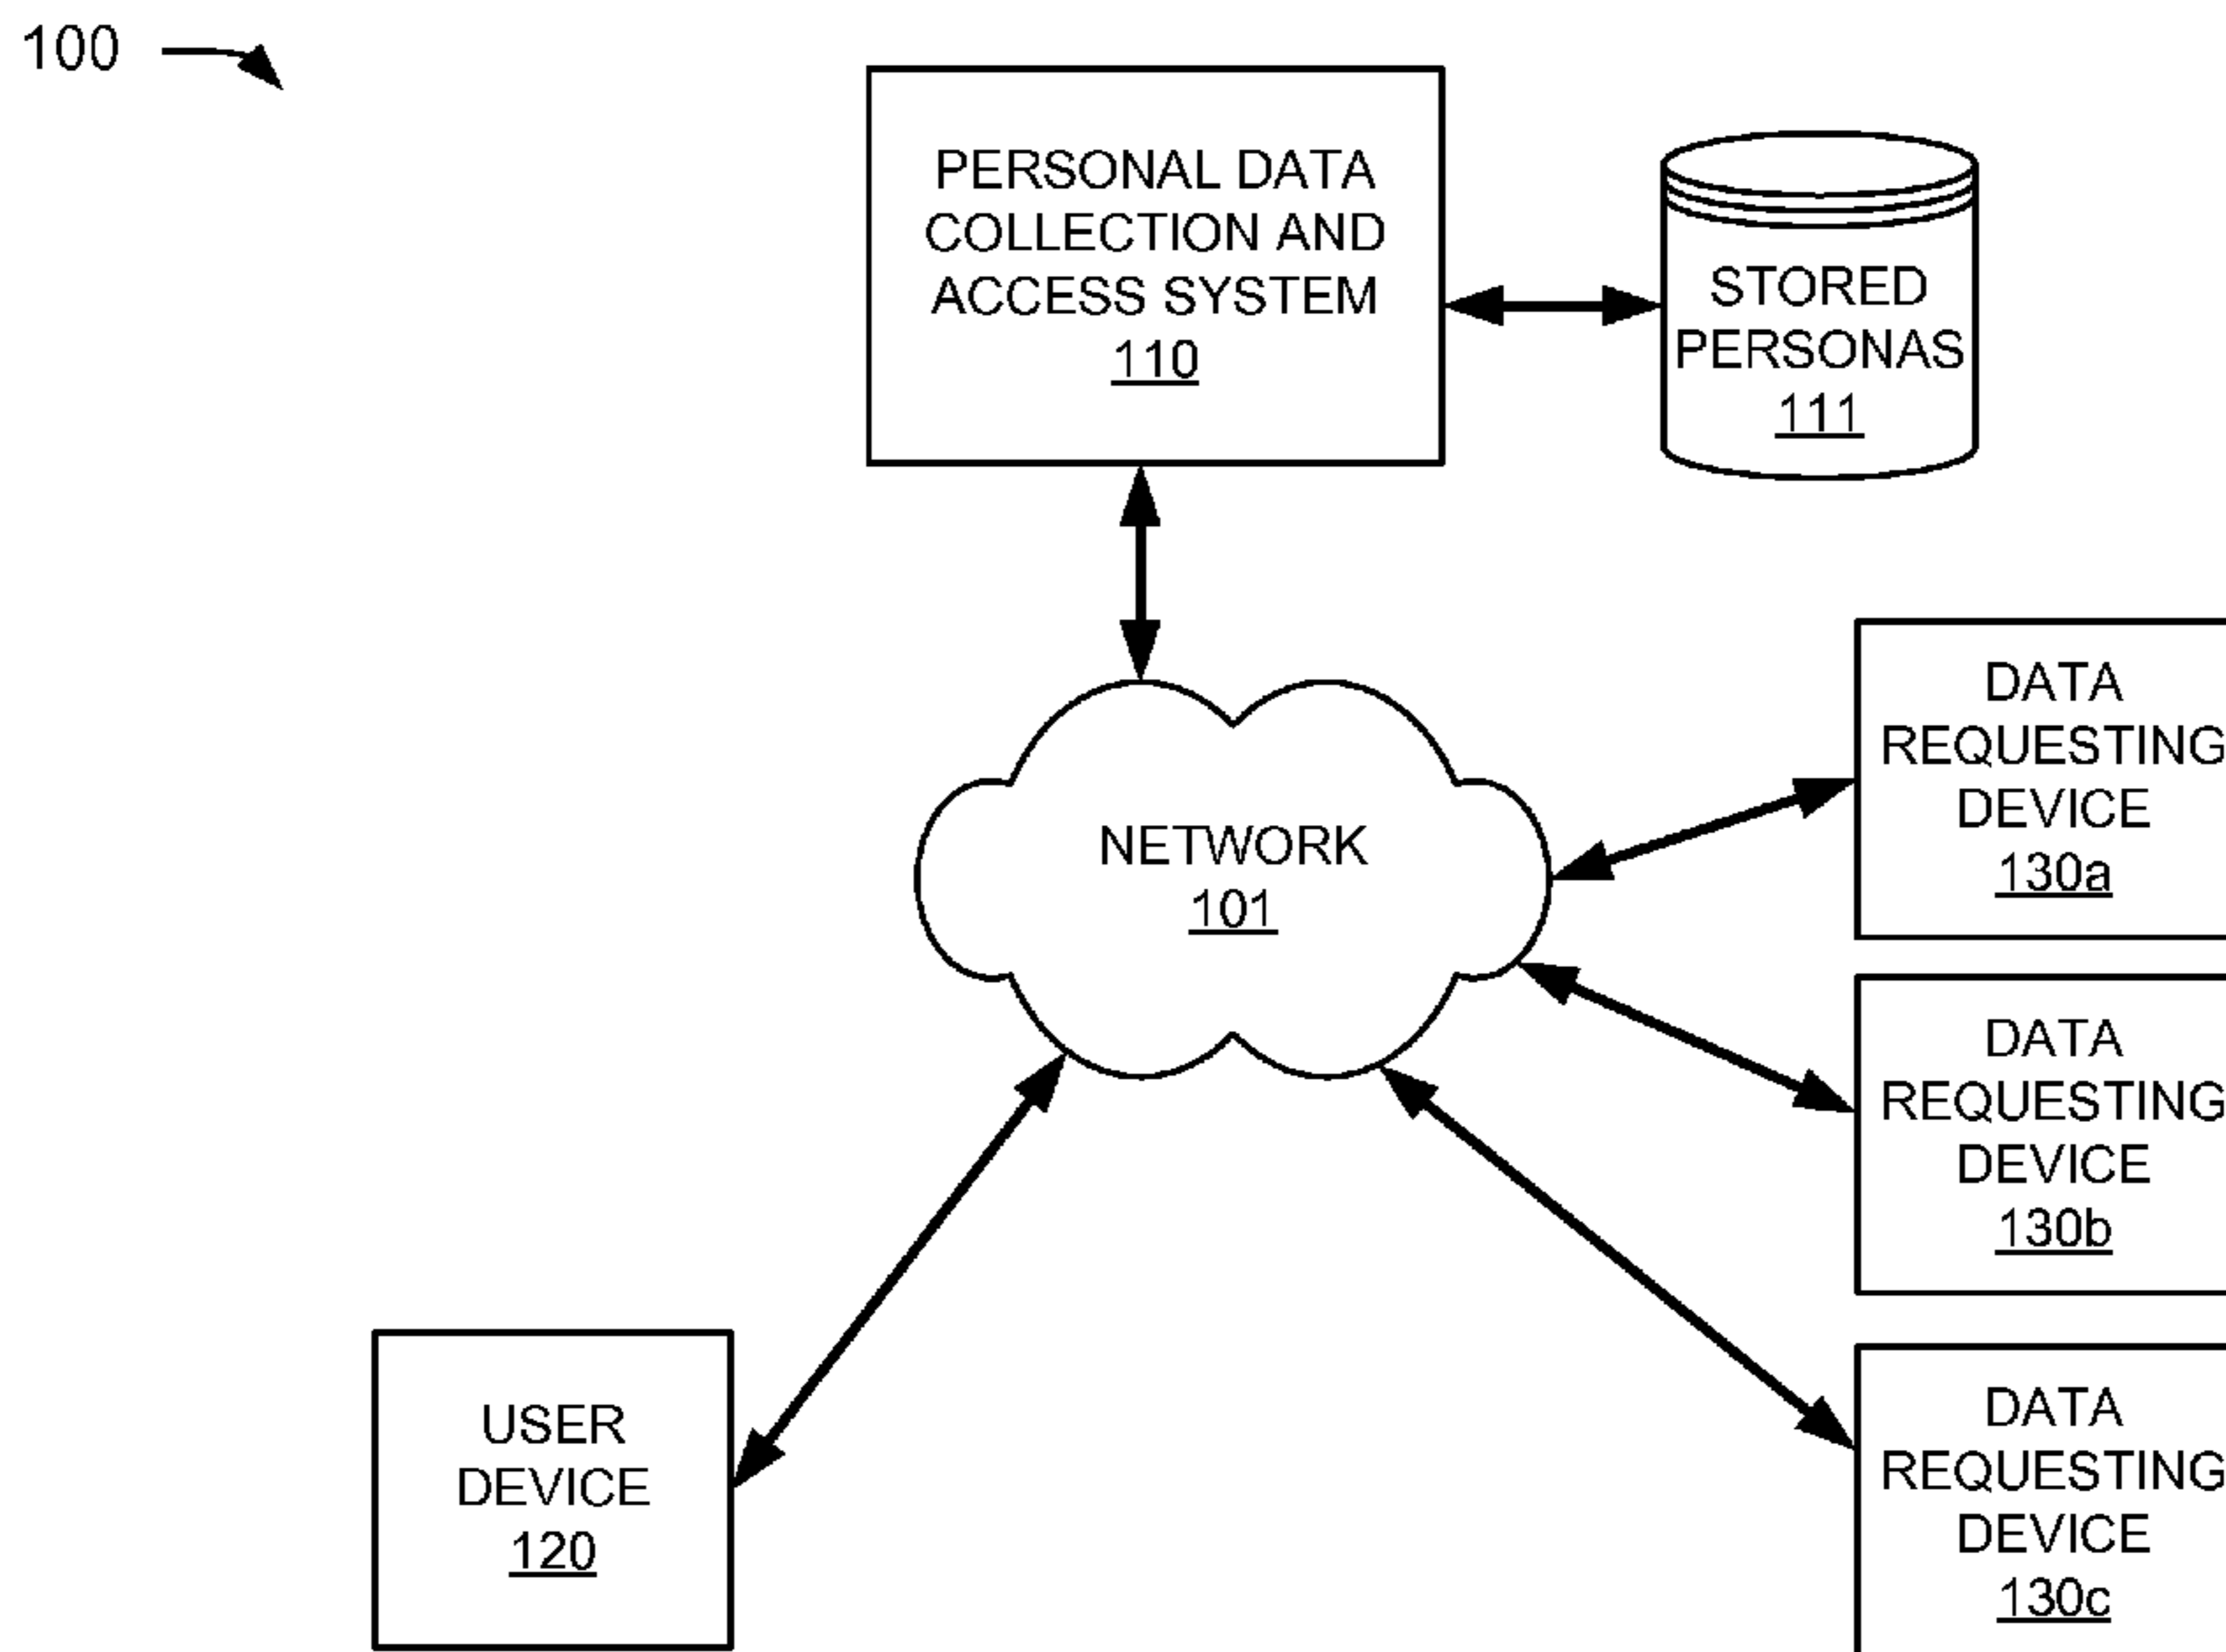 100
PERSONAL DATA
COLLECTION AND
ACCESS SYSTEM
110
STORED
PERSONAS
111
NETWORK
101
DATA
REQUESTING
DEVICE
130a
DATA
REQUESTING
DEVICE
130b
DATA
REQUESTING
DEVICE
130c
USER
DEVICE
120